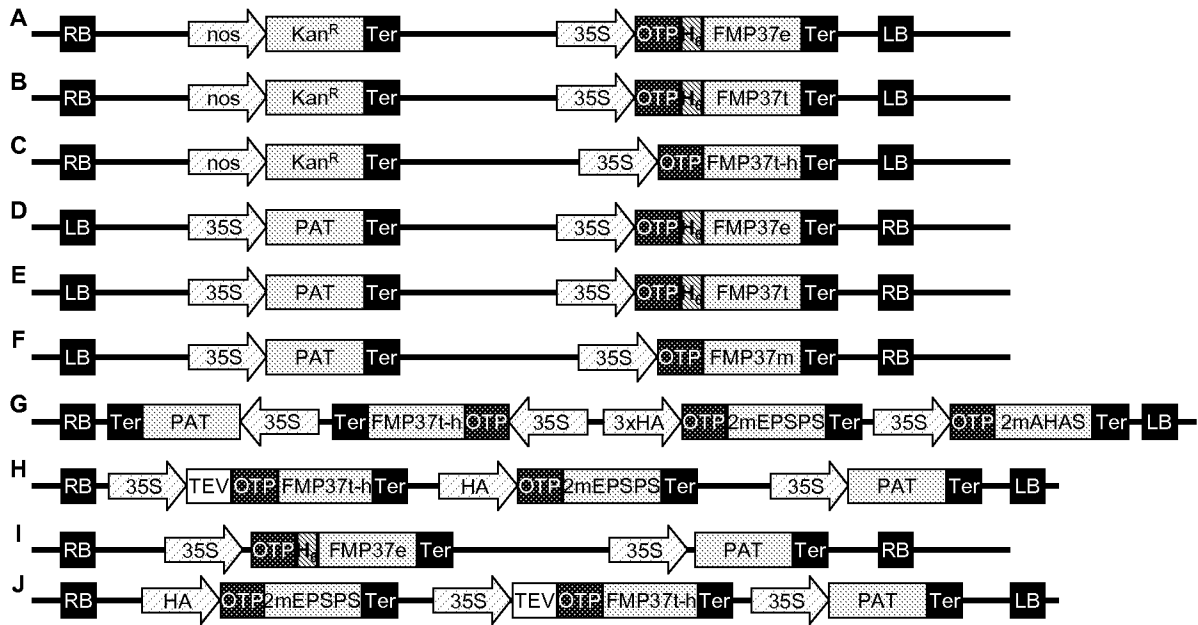 A RB nos Kanᴿ Ter 35S OTP H₆ FMP37e Ter LB
B RB nos Kanᴿ Ter 35S OTP H₆ FMP37t Ter LB
C RB nos Kanᴿ Ter 35S OTP FMP37t-h Ter LB
D LB 35S PAT Ter 35S OTP H₆ FMP37e Ter RB
E LB 35S PAT Ter 35S OTP H₆ FMP37t Ter RB
F LB 35S PAT Ter 35S OTP FMP37m Ter RB
G RB Ter PAT 35S Ter FMP37t-h OTP 35S 3xHA OTP 2mEPSPS Ter 35S OTP 2mAHAS Ter LB
H RB 35S TEV OTP FMP37t-h Ter HA OTP 2mEPSPS Ter 35S PAT Ter LB
I RB 35S OTP H₆ FMP37e Ter 35S PAT Ter RB
J RB HA OTP 2mEPSPS Ter 35S TEV OTP FMP37t-h Ter 35S PAT Ter LB